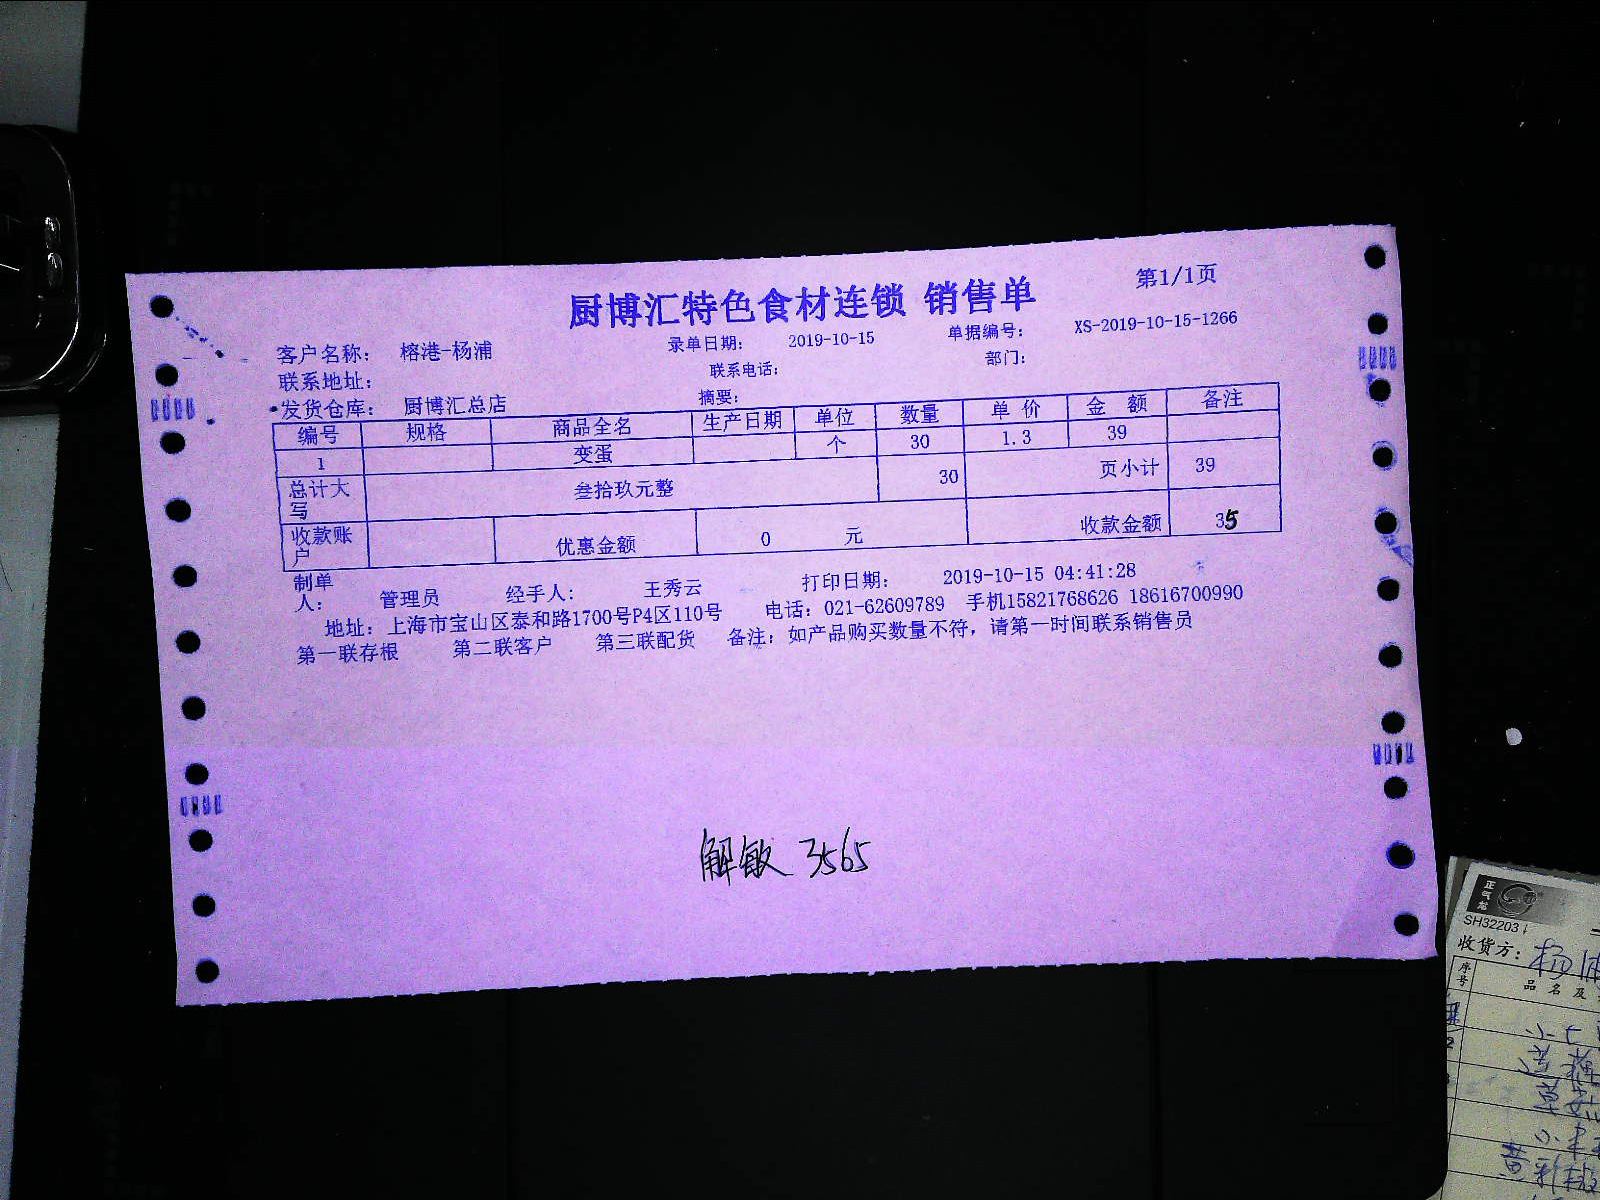 厨博汇特色食材连锁 销售单
第1/1页
客户名称： 榕港-杨浦 录单日期： 2019-10-15 单据编号： XS-2019-10-15-1266
联系地址： 联系电话： 部门：
发货仓库： 厨博汇总店 摘要：
编号 规格 商品全名 生产日期 单位 数量 单 价 金 额 备注
1 变蛋 个 30 1.3 39
总计大写 叁拾玖元整 30 页小计 39
收款账户 优惠金额 0 元 收款金额 35
制单人： 管理员 经手人： 王秀云 打印日期： 2019-10-15 04:41:28
地址：上海市宝山区泰和路1700号P4区110号 电话：021-62609789 手机15821768626 18616700990
第一联存根 第二联客户 第三联配货 备注：如产品购买数量不符，请第一时间联系销售员
解敏 3565
SH32203
收货方：杨浦
序号
品 名 及